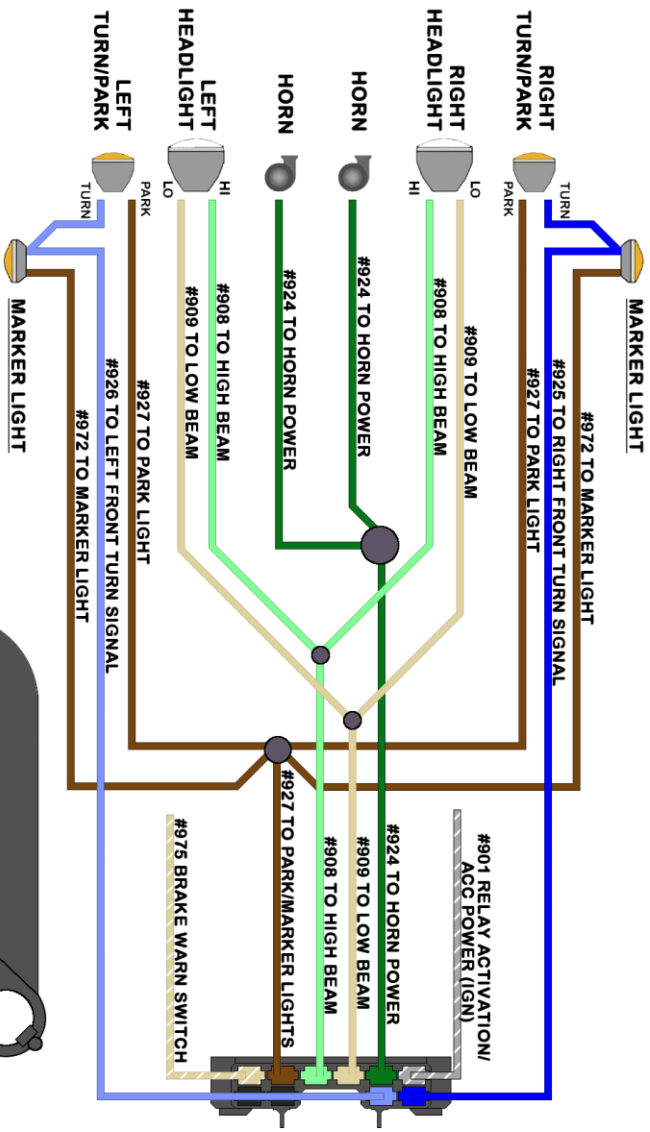 LEFT
TURN/PARK
LEFT
HEADLIGHT
HORN
HORN
RIGHT
HEADLIGHT
RIGHT
TURN/PARK
TURN
PARK
LO
HI
HI
LO
PARK
TURN
MARKER LIGHT
MARKER LIGHT
#972 TO MARKER LIGHT
#926 TO LEFT FRONT TURN SIGNAL
#927 TO PARK LIGHT
#909 TO LOW BEAM
#908 TO HIGH BEAM
#924 TO HORN POWER
#924 TO HORN POWER
#908 TO HIGH BEAM
#909 TO LOW BEAM
#927 TO PARK LIGHT
#925 TO RIGHT FRONT TURN SIGNAL
#972 TO MARKER LIGHT
#975 BRAKE WARN SWITCH
#927 TO PARK/MARKER LIGHTS
#908 TO HIGH BEAM
#909 TO LOW BEAM
#924 TO HORN POWER
#901 RELAY ACTIVATION/
ACC POWER (IGN)